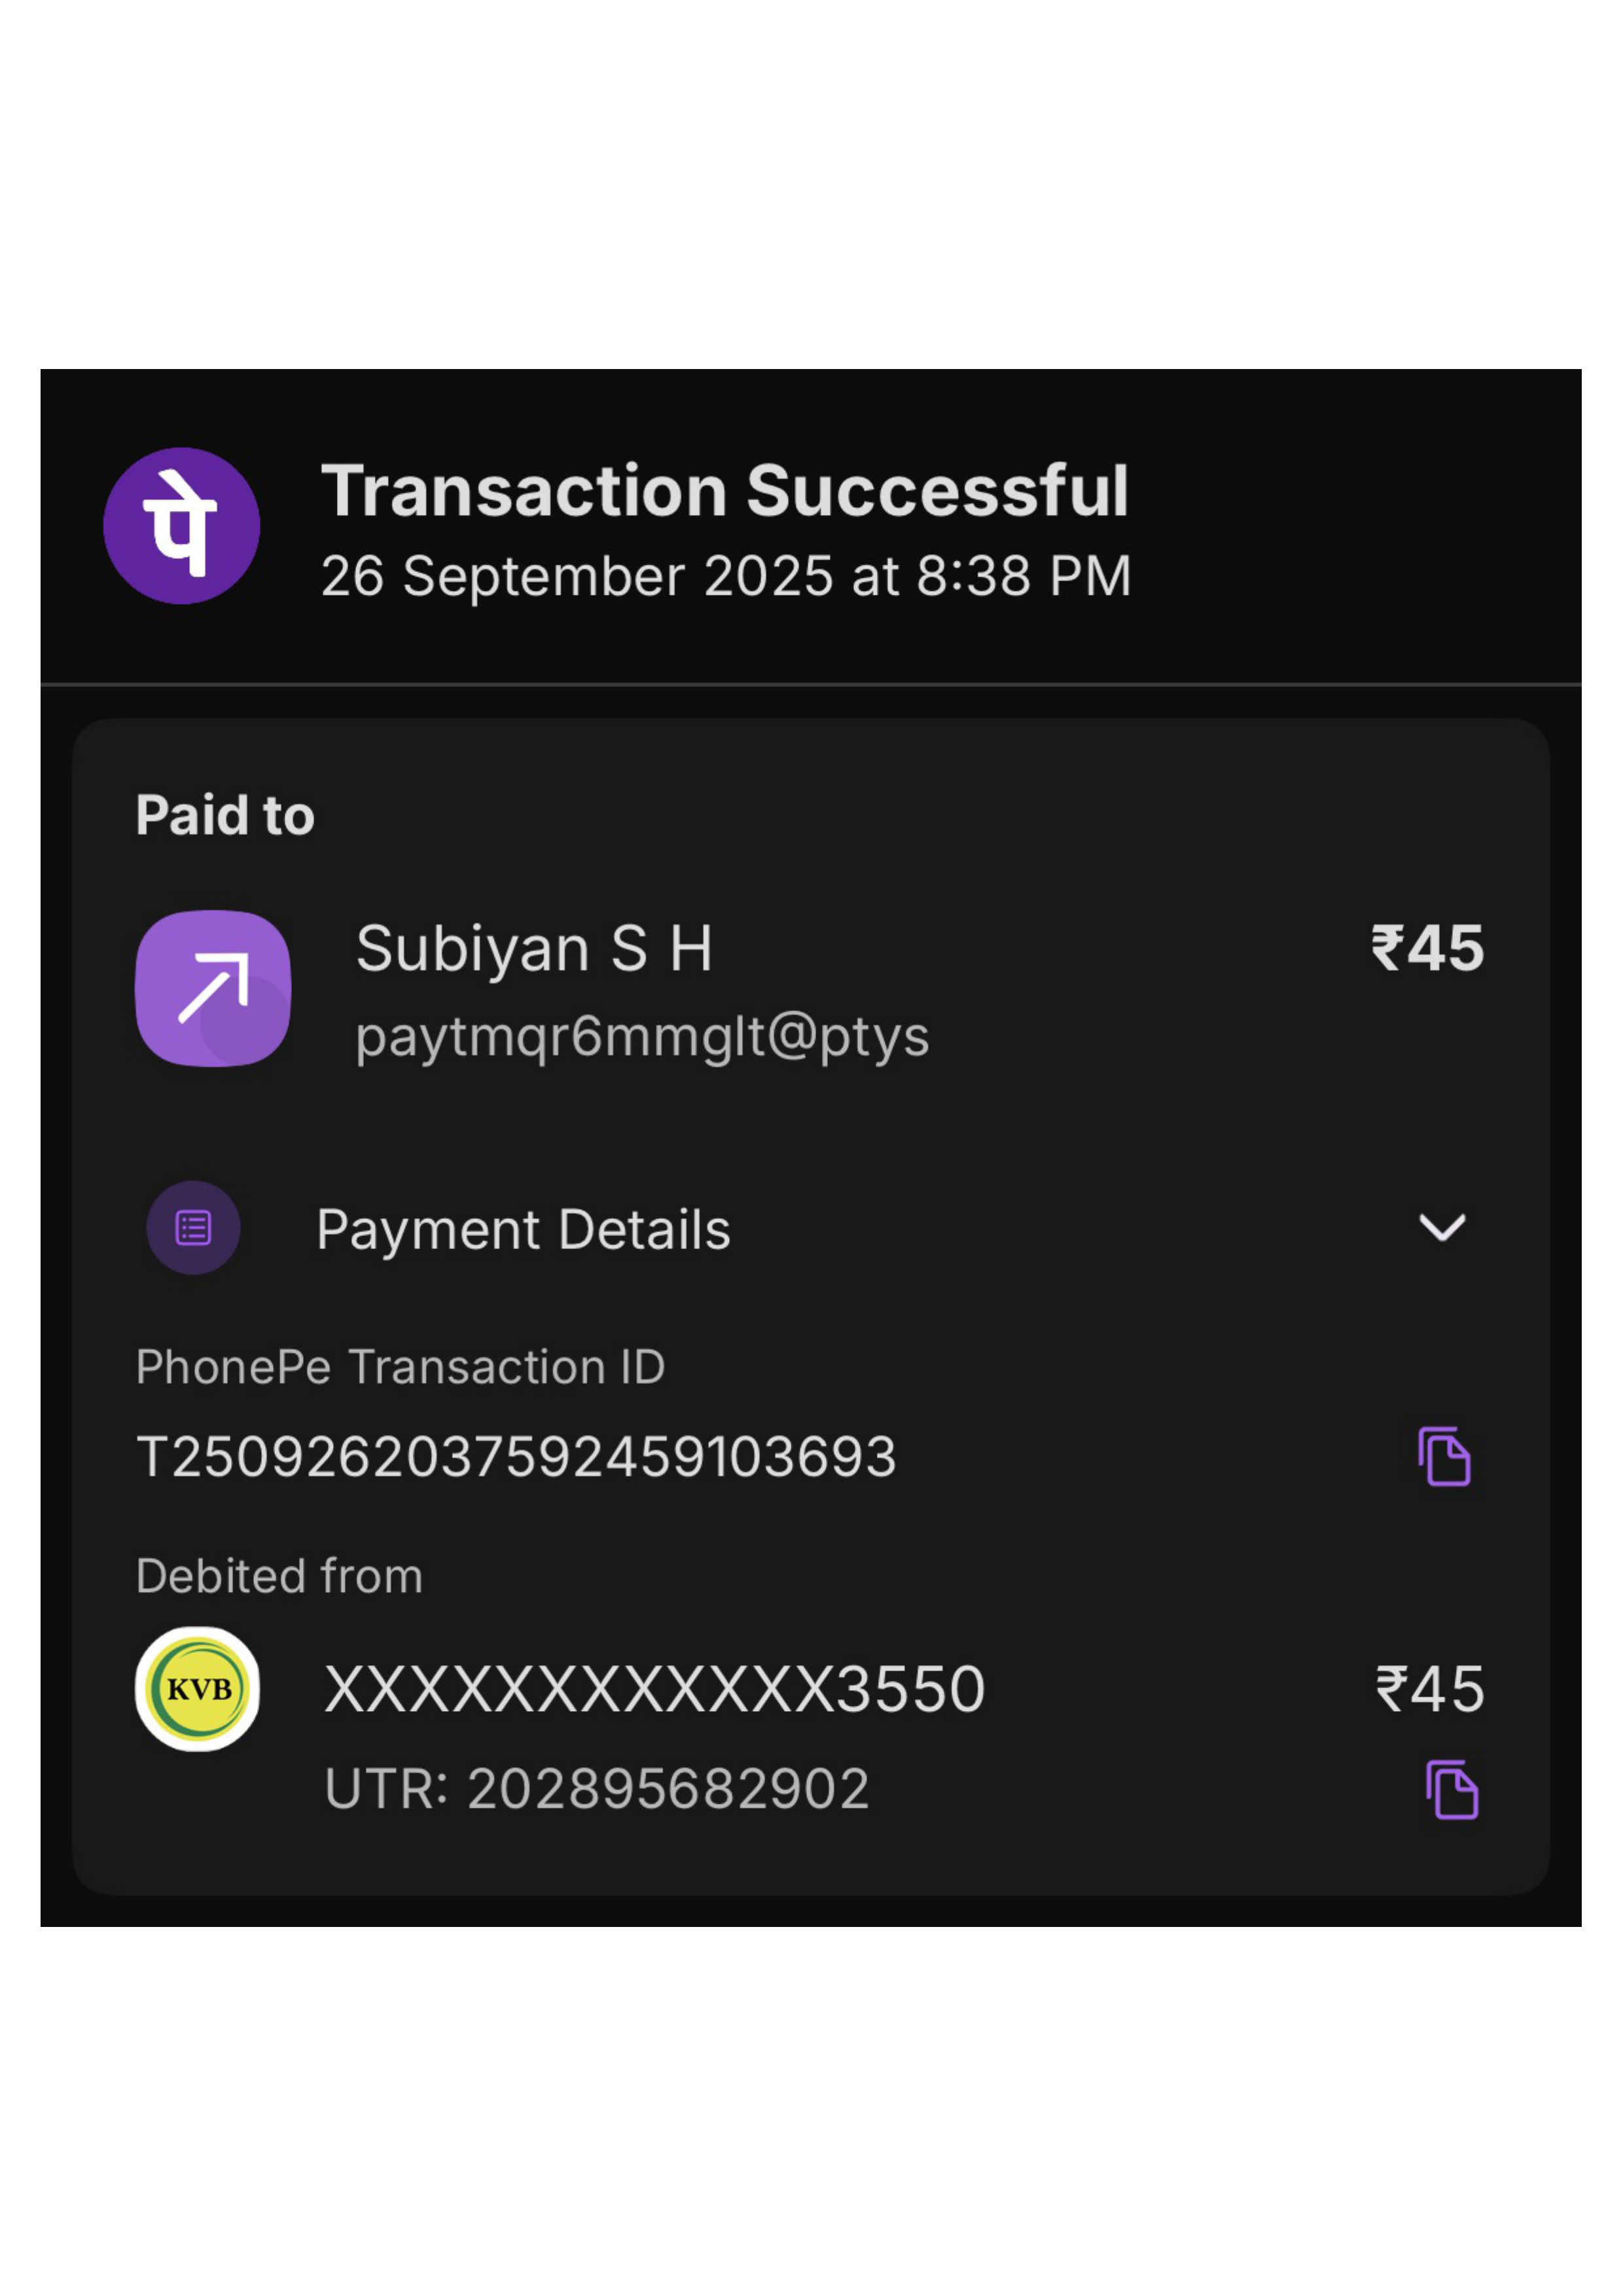 पे
Transaction Successful
26 September 2025 at 8:38 PM
Paid to
Subiyan S H
₹45
paytmqr6mmglt@ptys
Payment Details
PhonePe Transaction ID
T2509262037592459103693
Debited from
KVB
XXXXXXXXXXXX3550
₹45
UTR: 202895682902